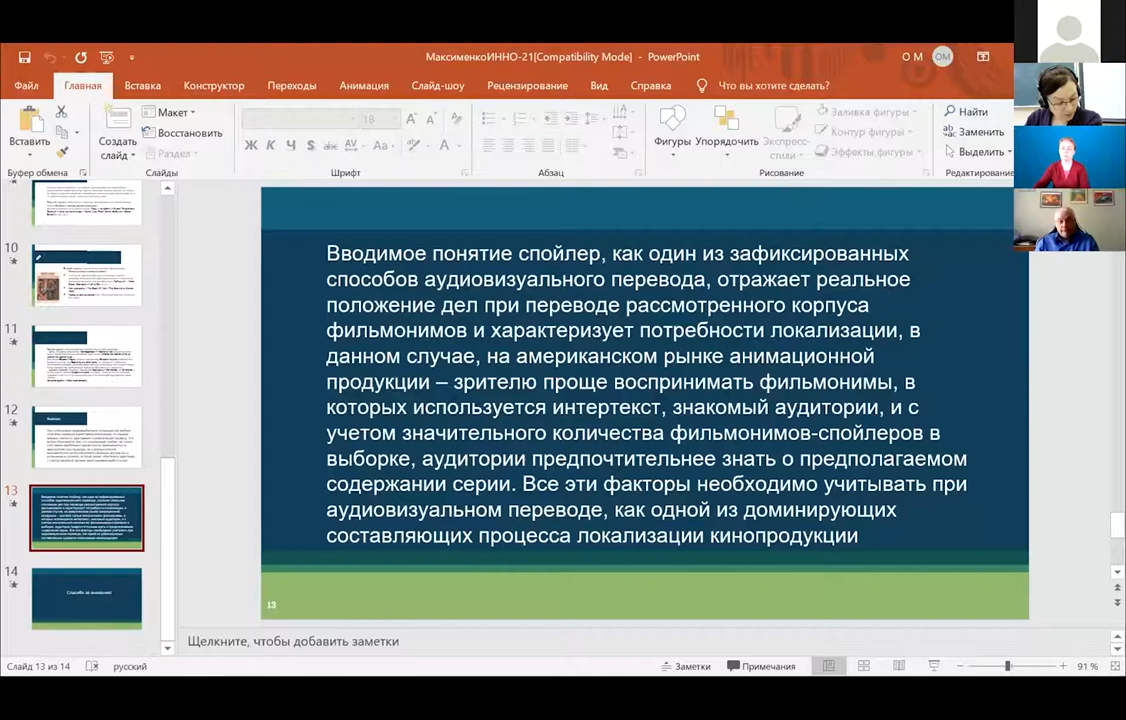 МаксименкоИННО-21[Compatibility Mode] - PowerPoint
О М
ОМ
Файл
Главная
Вставка
Конструктор
Переходы
Анимация
Слайд-шоу
Рецензирование
Вид
Справка
Что вы хотите сделать?
Вставить
Буфер обмена
Создать слайд
Макет
Восстановить
Раздел
Слайды
18
Ж К Ч S abc AV Aa
Шрифт
Абзац
Фигуры
Упорядочить
Экспресс-стили
Заливка фигуры
Контур фигуры
Эффекты фигуры
Рисование
Найти
Заменить
Выделить
Редактирование
10
11
12
13
14
Спасибо за внимание!
Вводимое понятие спойлер, как один из зафиксированных
способов аудиовизуального перевода, отражает реальное
положение дел при переводе рассмотренного корпуса
фильмонимов и характеризует потребности локализации, в
данном случае, на американском рынке анимационной
продукции – зрителю проще воспринимать фильмонимы, в
которых используется интертекст, знакомый аудитории, и с
учетом значительного количества фильмонимов-спойлеров в
выборке, аудитории предпочтительнее знать о предполагаемом
содержании серии. Все эти факторы необходимо учитывать при
аудиовизуальном переводе, как одной из доминирующих
составляющих процесса локализации кинопродукции
13
Щелкните, чтобы добавить заметки
Слайд 13 из 14
русский
Заметки
Примечания
91 %